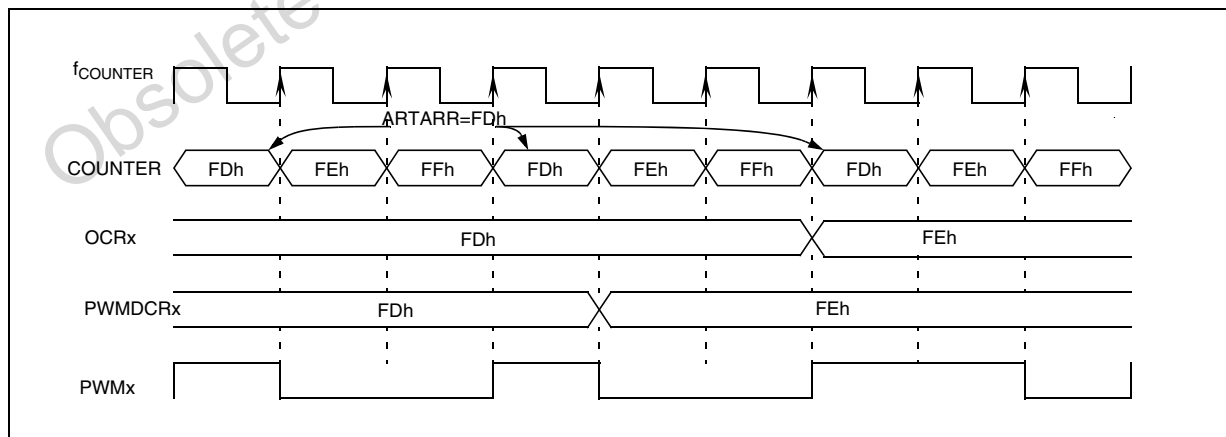 Obsolete
fCOUNTER
ARTARR=FDh
COUNTER FDh FEh FFh FDh FEh FFh FDh FEh FFh
OCRx FDh FEh
PWMDCRx FDh FEh
PWMx